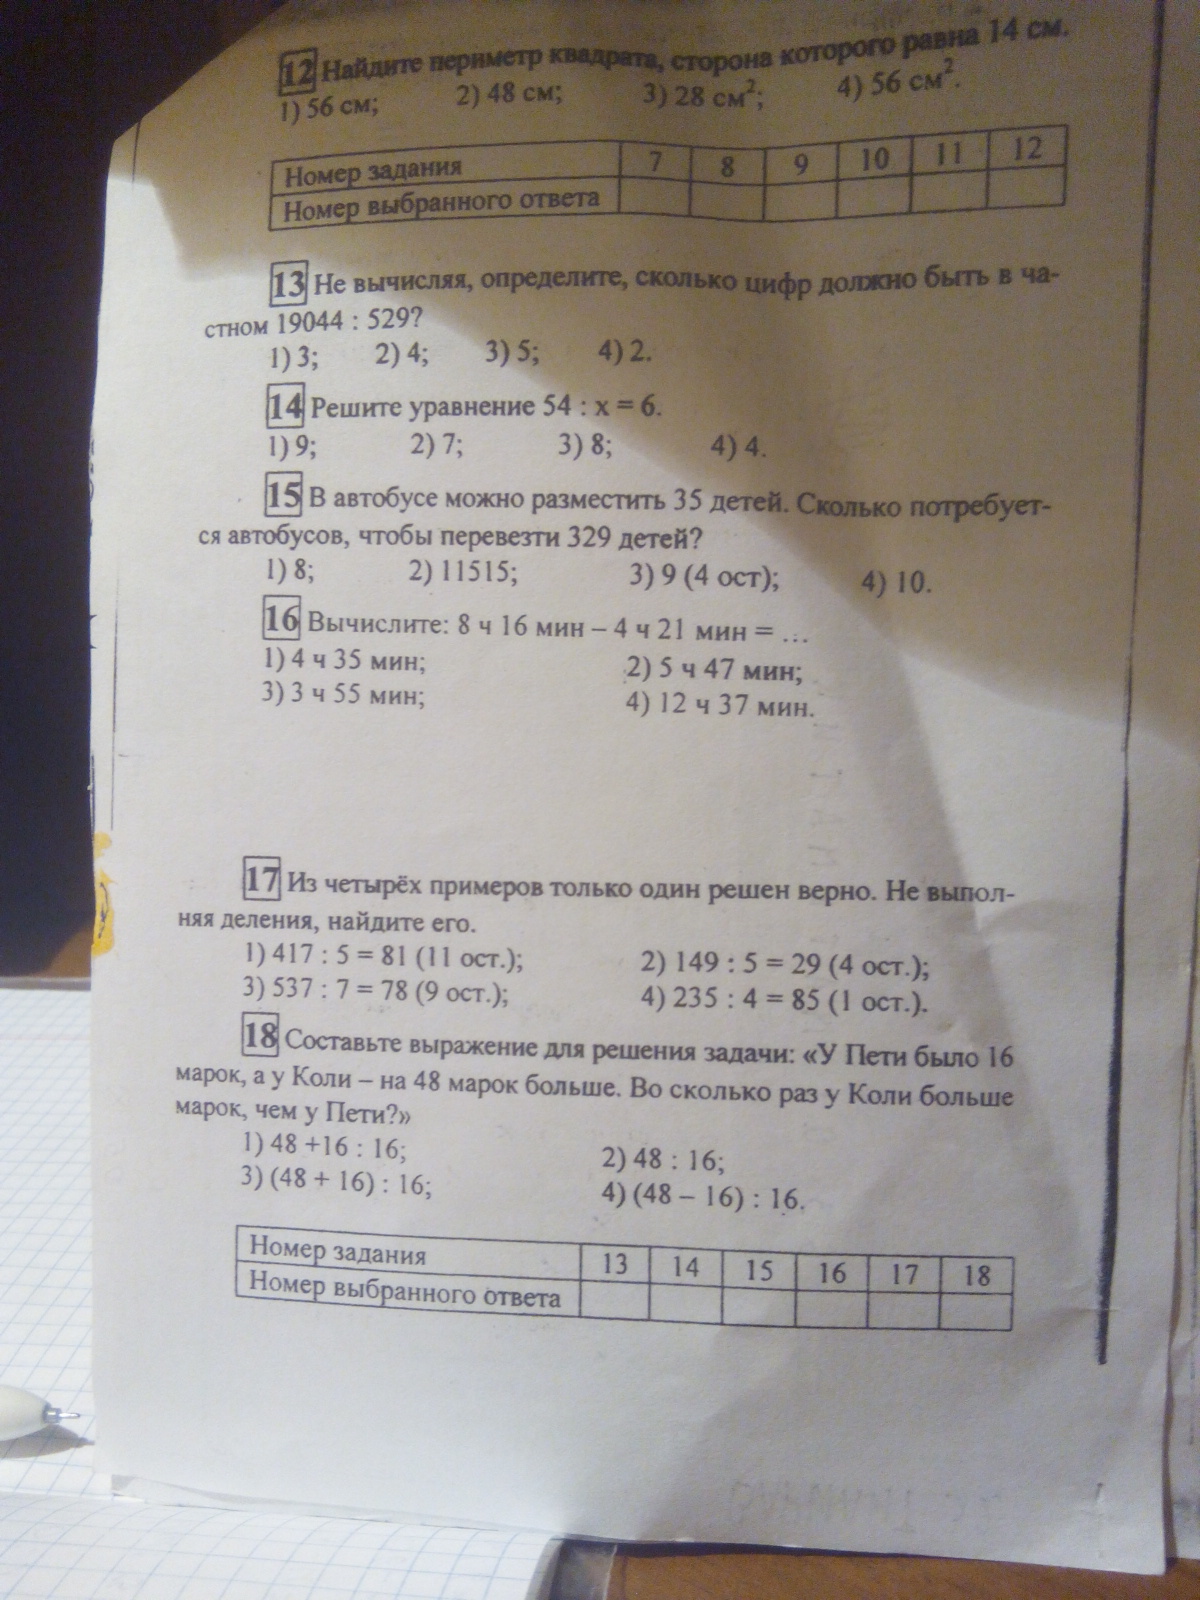 12 Найдите периметр квадрата, сторона которого равна 14 см.
1) 56 см; 2) 48 см; 3) 28 см²; 4) 56 см².
Номер задания 7 8 9 10 11 12
Номер выбранного ответа
13 Не вычисляя, определите, сколько цифр должно быть в ча-
стном 19044 : 529?
1) 3; 2) 4; 3) 5; 4) 2.
14 Решите уравнение 54 : x = 6.
1) 9; 2) 7; 3) 8; 4) 4.
15 В автобусе можно разместить 35 детей. Сколько потребует-
ся автобусов, чтобы перевезти 329 детей?
1) 8; 2) 11515; 3) 9 (4 ост); 4) 10.
16 Вычислите: 8 ч 16 мин – 4 ч 21 мин = ...
1) 4 ч 35 мин; 2) 5 ч 47 мин;
3) 3 ч 55 мин; 4) 12 ч 37 мин.
17 Из четырёх примеров только один решен верно. Не выпол-
няя деления, найдите его.
1) 417 : 5 = 81 (11 ост.); 2) 149 : 5 = 29 (4 ост.);
3) 537 : 7 = 78 (9 ост.); 4) 235 : 4 = 85 (1 ост.).
18 Составьте выражение для решения задачи: «У Пети было 16
марок, а у Коли – на 48 марок больше. Во сколько раз у Коли больше
марок, чем у Пети?»
1) 48 +16 : 16; 2) 48 : 16;
3) (48 + 16) : 16; 4) (48 – 16) : 16.
Номер задания 13 14 15 16 17 18
Номер выбранного ответа